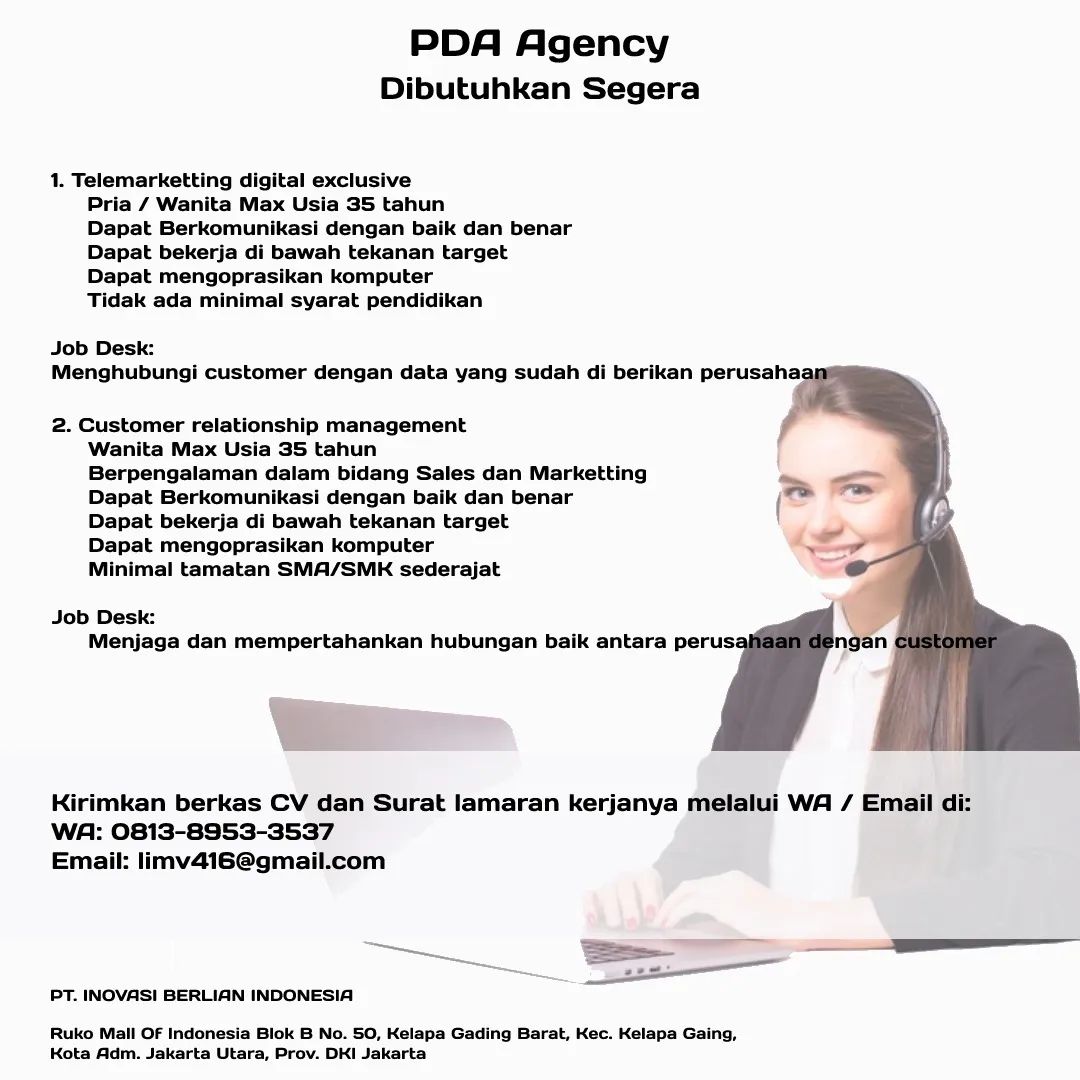 PDA Agency
Dibutuhkan Segera
1. Telemarketting digital exclusive
Pria / Wanita Max Usia 35 tahun
Dapat Berkomunikasi dengan baik dan benar
Dapat bekerja di bawah tekanan target
Dapat mengoprasikan komputer
Tidak ada minimal syarat pendidikan
Job Desk:
Menghubungi customer dengan data yang sudah di berikan perusahaan
2. Customer relationship management
Wanita Max Usia 35 tahun
Berpengalaman dalam bidang Sales dan Marketting
Dapat Berkomunikasi dengan baik dan benar
Dapat bekerja di bawah tekanan target
Dapat mengoprasikan komputer
Minimal tamatan SMA/SMK sederajat
Job Desk:
Menjaga dan mempertahankan hubungan baik antara perusahaan dengan customer
Kirimkan berkas CV dan Surat lamaran kerjanya melalui WA / Email di:
WA: 0813-8953-3537
Email: limv416@gmail.com
PT. INOVASI BERLIAN INDONESIA
Ruko Mall Of Indonesia Blok B No. 50, Kelapa Gading Barat, Kec. Kelapa Gaing,
Kota Adm. Jakarta Utara, Prov. DKI Jakarta